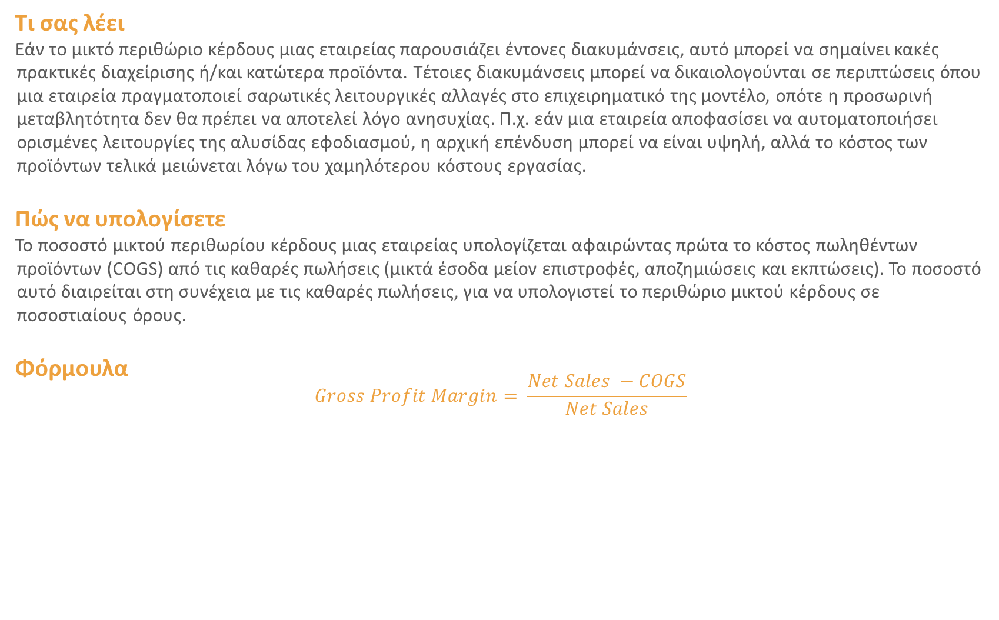 Τι σας λέει
Εάν το μικτό περιθώριο κέρδους μιας εταιρείας παρουσιάζει έντονες διακυμάνσεις, αυτό μπορεί να σημαίνει κακές
πρακτικές διαχείρισης ή/και κατώτερα προϊόντα. Τέτοιες διακυμάνσεις μπορεί να δικαιολογούνται σε περιπτώσεις όπου
μια εταιρεία πραγματοποιεί σαρωτικές λειτουργικές αλλαγές στο επιχειρηματικό της μοντέλο, οπότε η προσωρινή
μεταβλητότητα δεν θα πρέπει να αποτελεί λόγο ανησυχίας. Π.χ. εάν μια εταιρεία αποφασίσει να αυτοματοποιήσει
ορισμένες λειτουργίες της αλυσίδας εφοδιασμού, η αρχική επένδυση μπορεί να είναι υψηλή, αλλά το κόστος των
προϊόντων τελικά μειώνεται λόγω του χαμηλότερου κόστους εργασίας.
Πώς να υπολογίσετε
Το ποσοστό μικτού περιθωρίου κέρδους μιας εταιρείας υπολογίζεται αφαιρώντας πρώτα το κόστος πωληθέντων
προϊόντων (COGS) από τις καθαρές πωλήσεις (μικτά έσοδα μείον επιστροφές, αποζημιώσεις και εκπτώσεις). Το ποσοστό
αυτό διαιρείται στη συνέχεια με τις καθαρές πωλήσεις, για να υπολογιστεί το περιθώριο μικτού κέρδους σε
ποσοστιαίους όρους.
Φόρμουλα
Net Sales − COGS
Gross Profit Margin =
Net Sales